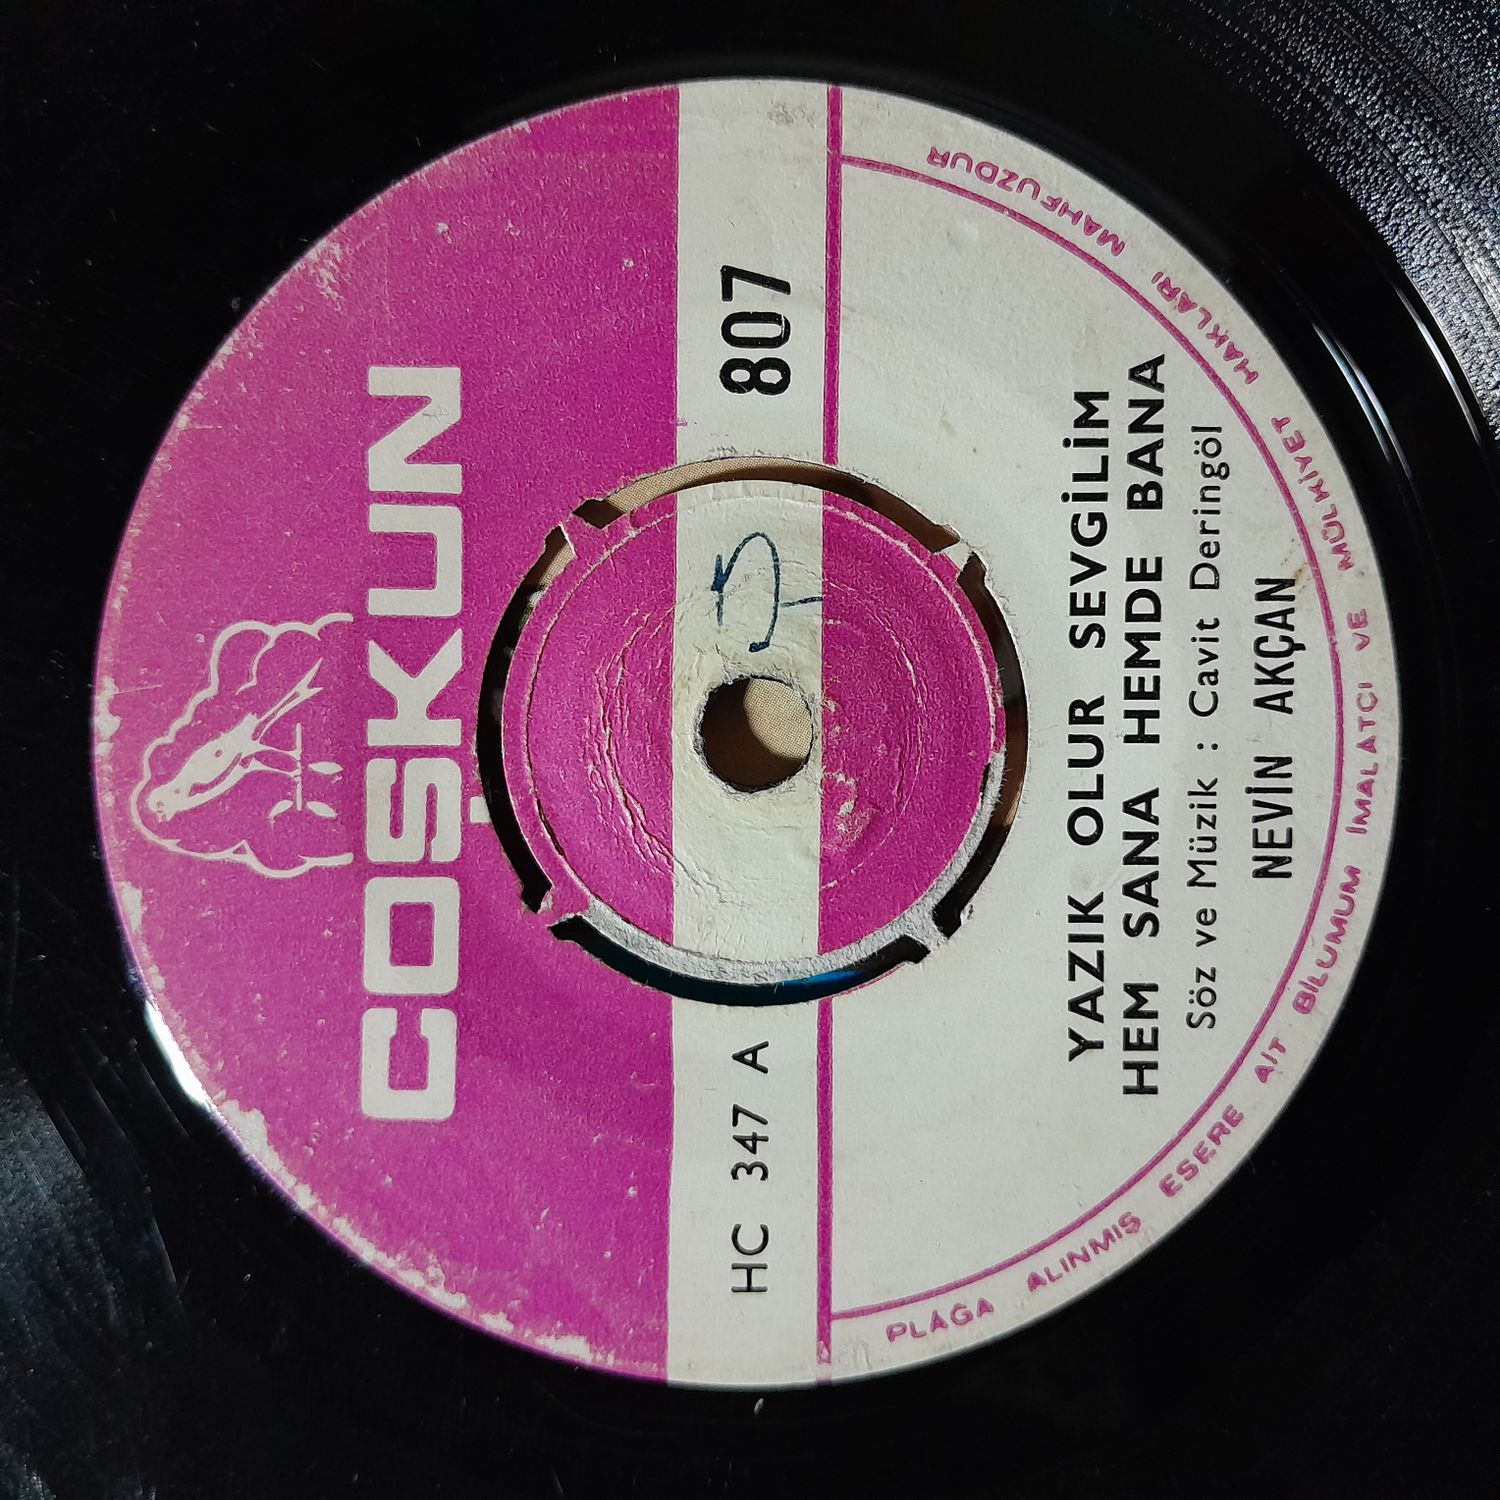 COŞKUN
HC 347 A
807
YAZIK OLUR SEVGİLİM
HEM SANA HEMDE BANA
Söz ve Müzik : Cavit Deringöl
NEVİN AKÇAN
PLÂĞA ALINMIŞ ESERE AİT BİLUMUM İMALATCI VE MÜLKİYET HAKLARI MAHFUZDUR